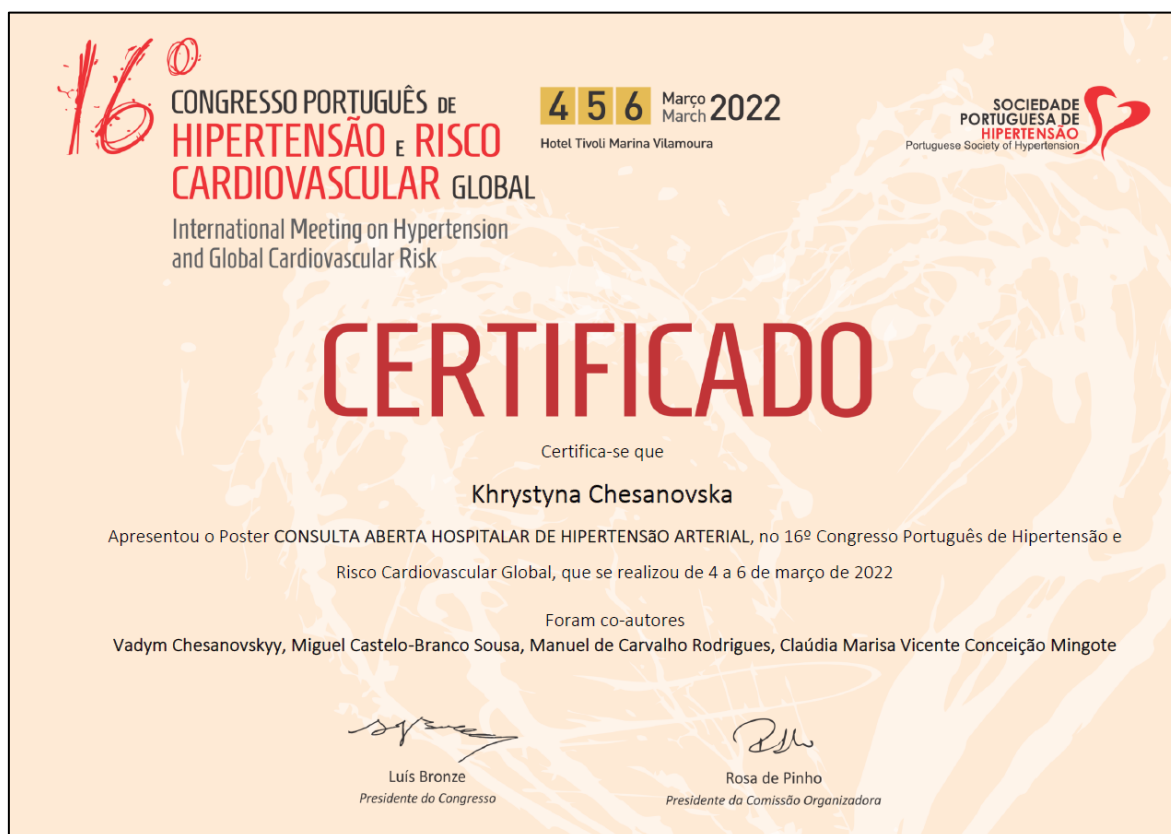 16º
CONGRESSO PORTUGUÊS DE
HIPERTENSÃO E RISCO
CARDIOVASCULAR GLOBAL
International Meeting on Hypertension
and Global Cardiovascular Risk
4 5 6 Março March 2022
Hotel Tivoli Marina Vilamoura
SOCIEDADE
PORTUGUESA DE
HIPERTENSÃO
Portuguese Society of Hypertension
CERTIFICADO
Certifica-se que
Khrystyna Chesanovska
Apresentou o Poster CONSULTA ABERTA HOSPITALAR DE HIPERTENSãO ARTERIAL, no 16º Congresso Português de Hipertensão e
Risco Cardiovascular Global, que se realizou de 4 a 6 de março de 2022
Foram co-autores
Vadym Chesanovskyy, Miguel Castelo-Branco Sousa, Manuel de Carvalho Rodrigues, Claúdia Marisa Vicente Conceição Mingote
Luís Bronze
Presidente do Congresso
Rosa de Pinho
Presidente da Comissão Organizadora